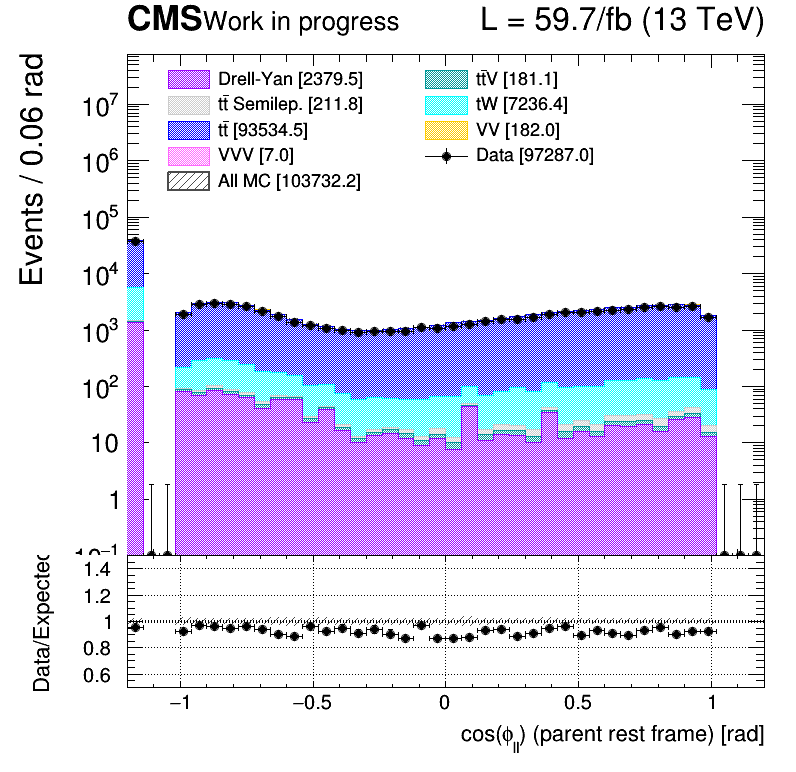 CMS Work in progress L = 59.7/fb (13 TeV)
Events / 0.06 rad
Drell-Yan [2379.5]
tt̄ Semilep. [211.8]
tt̄ [93534.5]
VVV [7.0]
All MC [103732.2]
tt̄V [181.1]
tW [7236.4]
VV [182.0]
Data [97287.0]
10⁷
10⁶
10⁵
10⁴
10³
10²
10
1
10⁻¹
Data/Expected
1.4
1.2
1
0.8
0.6
−1 −0.5 0 0.5 1
cos(ϕ_ll) (parent rest frame) [rad]